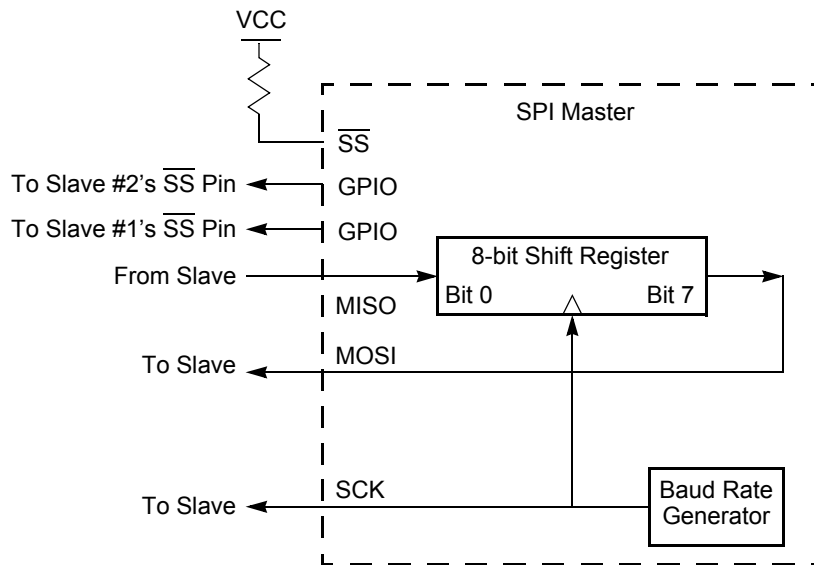 VCC
SPI Master
SS
To Slave #2's SS Pin
GPIO
To Slave #1's SS Pin
GPIO
8-bit Shift Register
From Slave
Bit 0
Bit 7
MISO
MOSI
To Slave
SCK
To Slave
Baud Rate
Generator